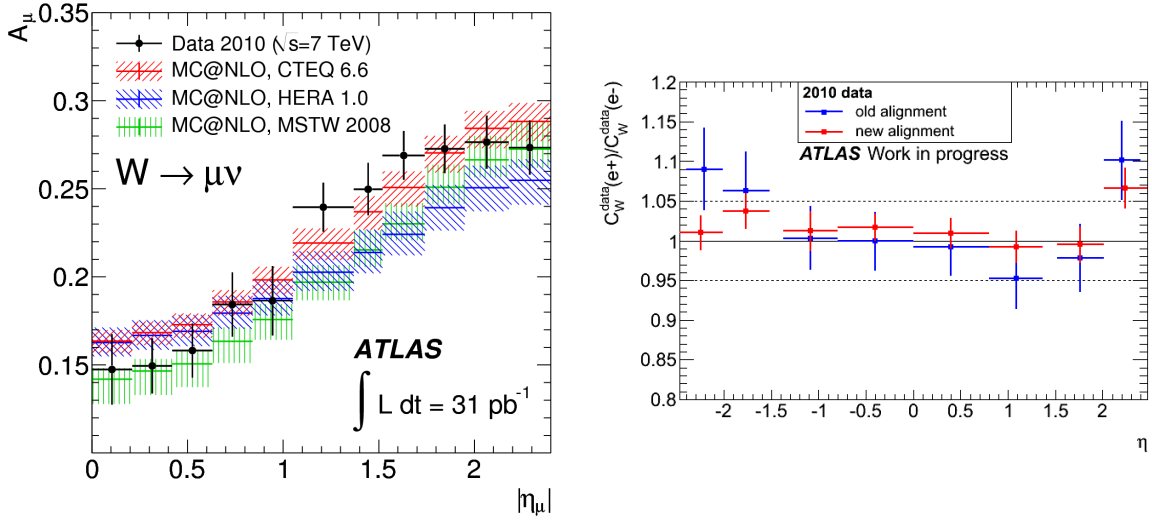 A_μ
0.35
0.3
0.25
0.2
0.15
Data 2010 (√s=7 TeV)
MC@NLO, CTEQ 6.6
MC@NLO, HERA 1.0
MC@NLO, MSTW 2008
W → μν
ATLAS
∫ L dt = 31 pb⁻¹
0 0.5 1 1.5 2
|η_μ|
C_W^data(e+)/C_W^data(e-)
1.2
1.15
1.1
1.05
1
0.95
0.9
0.85
0.8
2010 data
old alignment
new alignment
ATLAS Work in progress
-2 -1.5 -1 -0.5 0 0.5 1 1.5 2
η